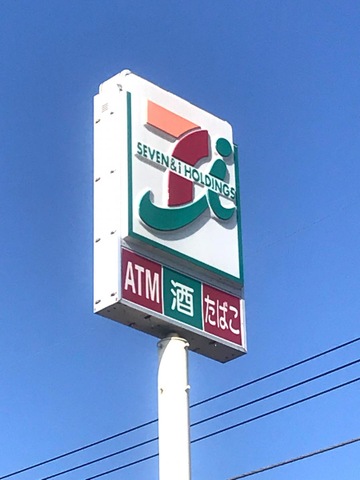 SEVEN&i HOLDINGS
ATM 酒 たばこ